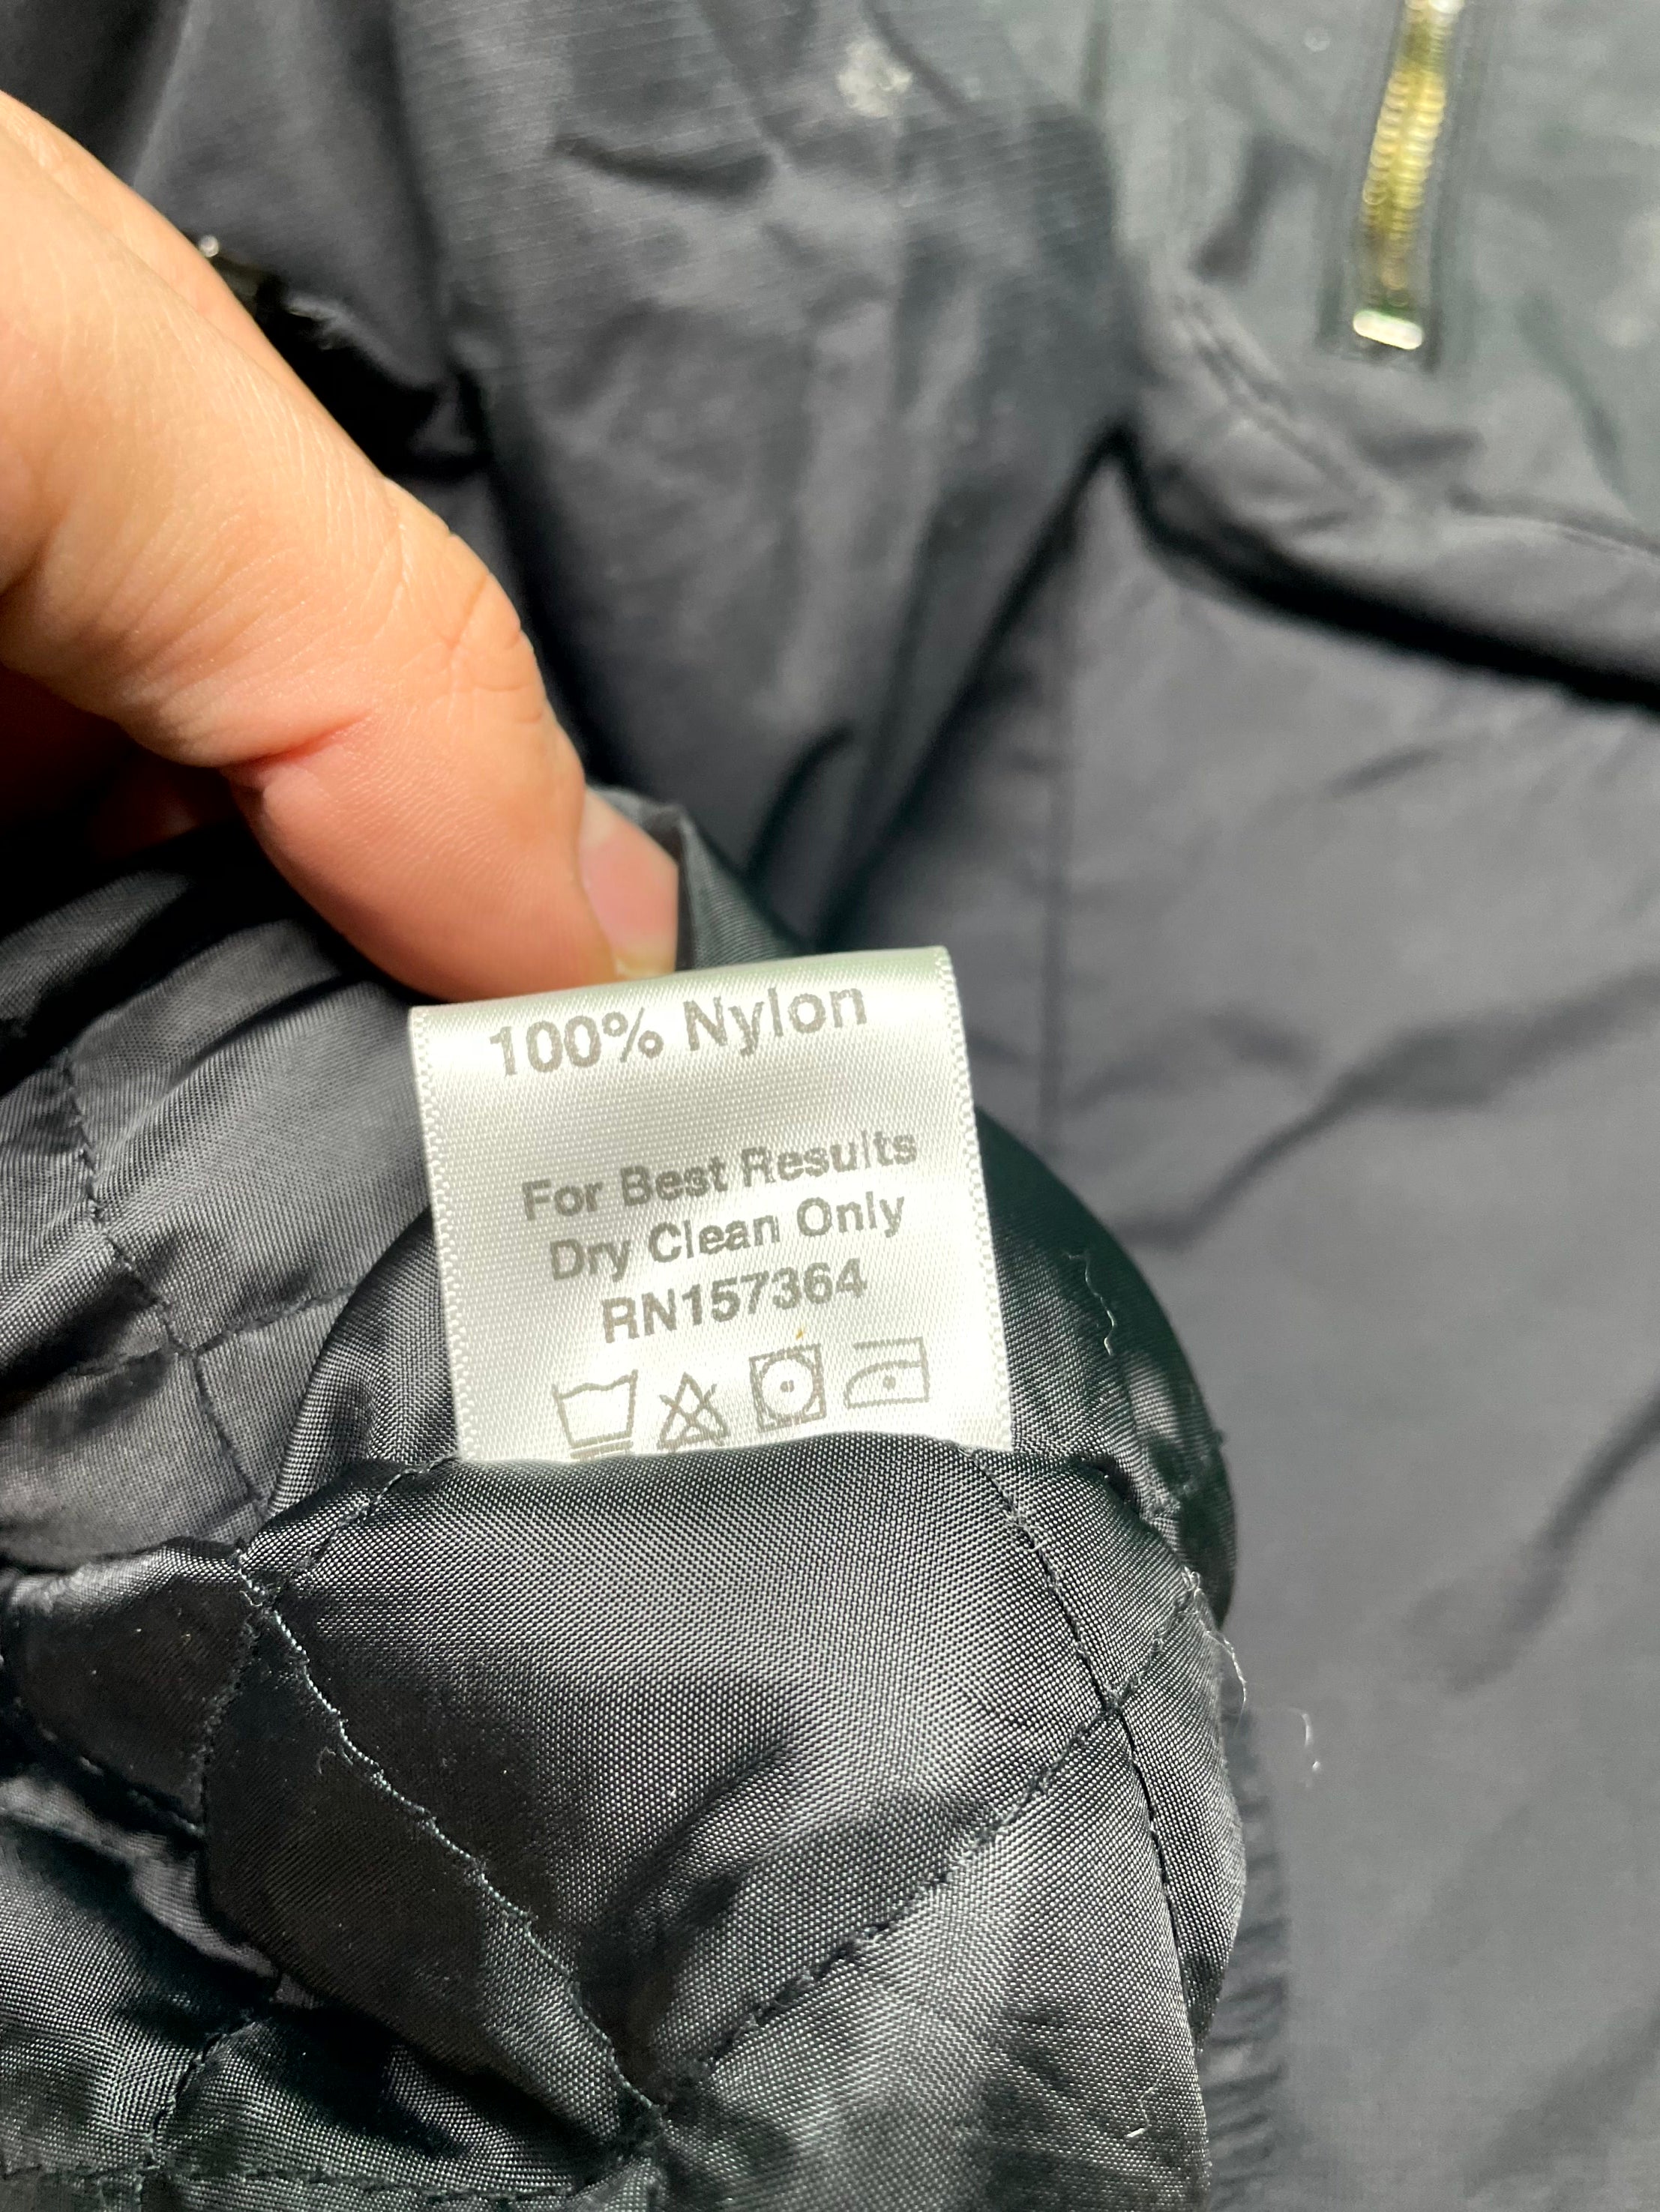 100% Nylon
For Best Results
Dry Clean Only
RN157364